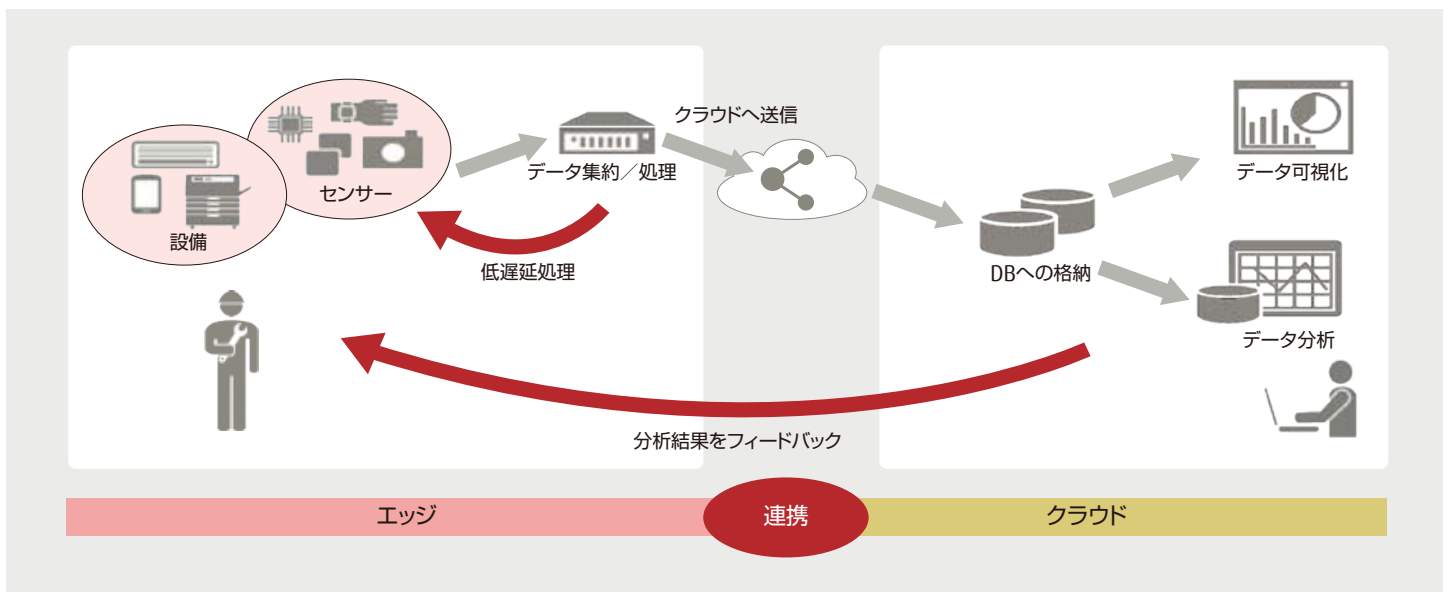 クラウドへ送信
センサー
データ集約／処理
データ可視化
設備
低遅延処理
DBへの格納
データ分析
分析結果をフィードバック
エッジ
連携
クラウド